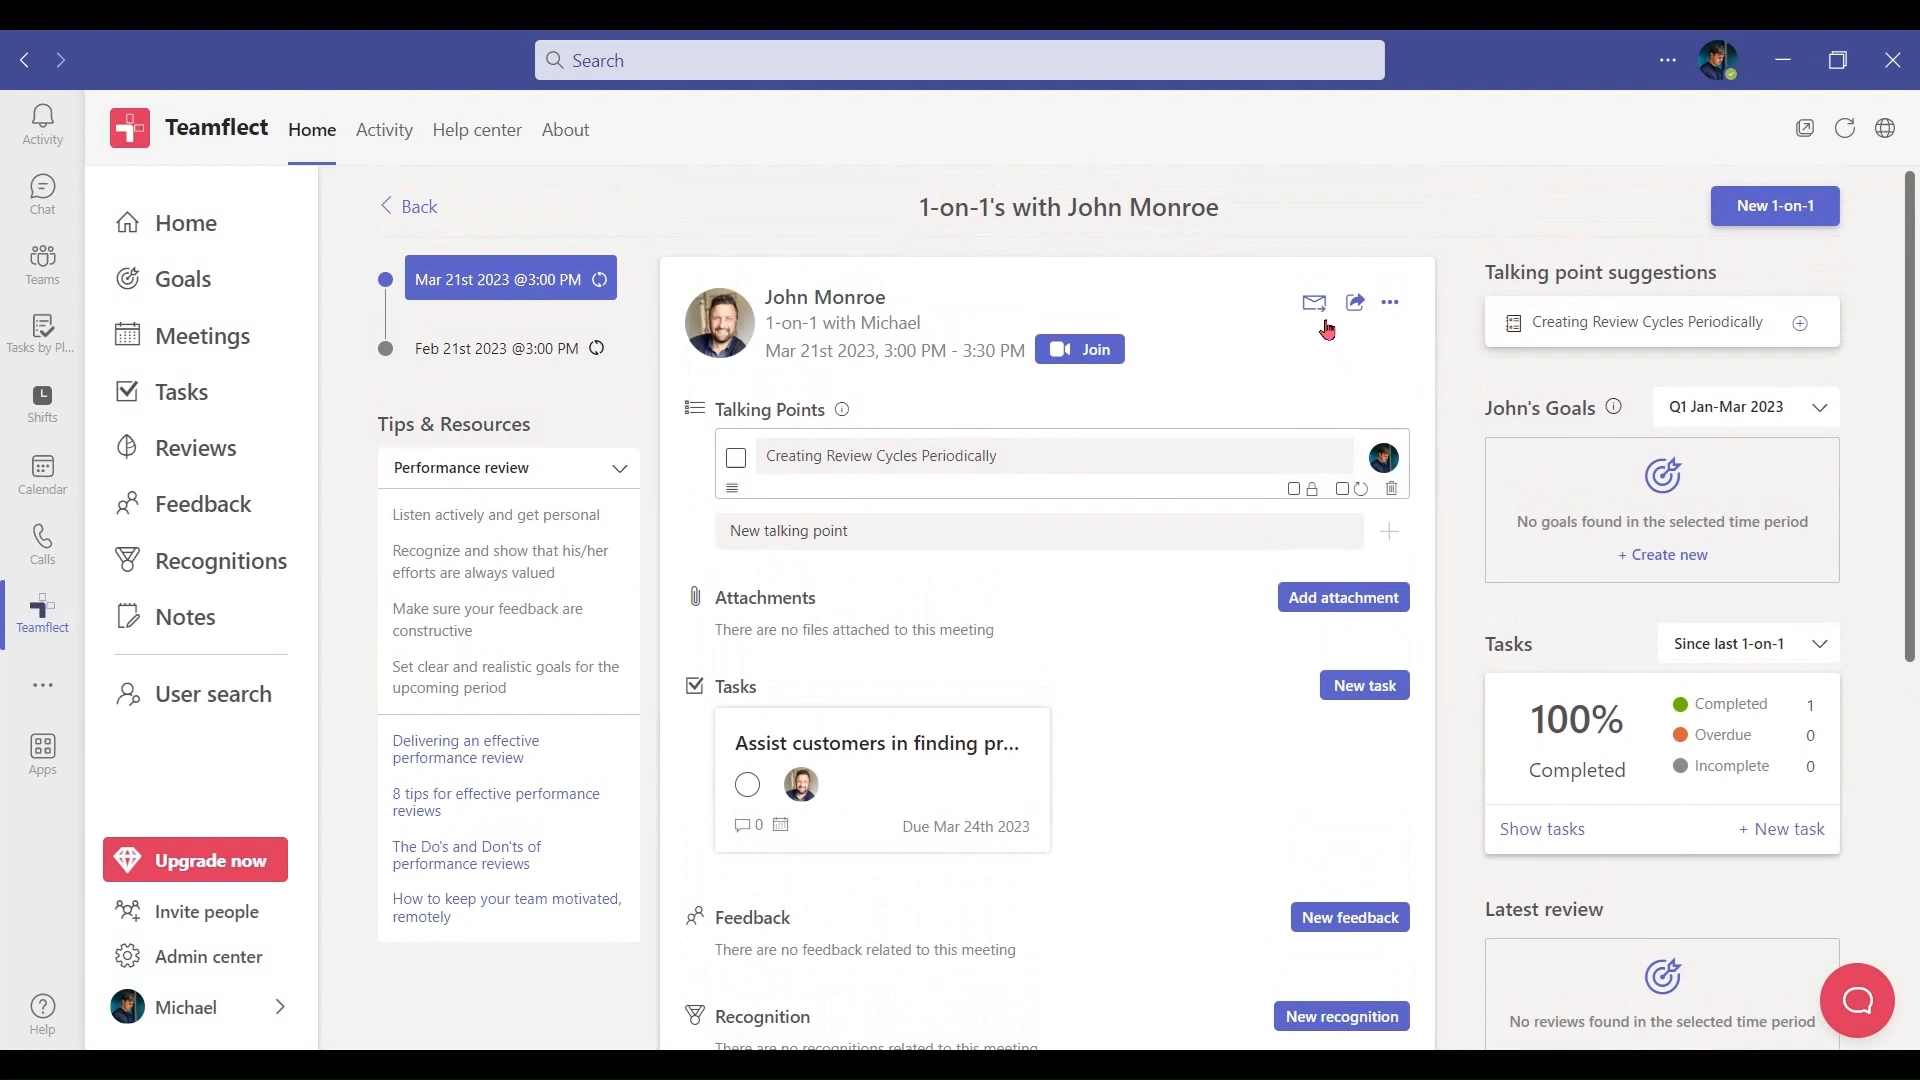 Search
Activity
Chat
Teams
Tasks by Pl...
Shifts
Calendar
Calls
Teamflect
Apps
Help
Teamflect
Home
Activity
Help center
About
Home
Goals
Meetings
Tasks
Reviews
Feedback
Recognitions
Notes
User search
Upgrade now
Invite people
Admin center
Michael
Back
1-on-1's with John Monroe
New 1-on-1
Mar 21st 2023 @3:00 PM
Feb 21st 2023 @3:00 PM
Tips & Resources
Performance review
Listen actively and get personal
Recognize and show that his/her
efforts are always valued
Make sure your feedback are
constructive
Set clear and realistic goals for the
upcoming period
Delivering an effective
performance review
8 tips for effective performance
reviews
The Do's and Don'ts of
performance reviews
How to keep your team motivated,
remotely
John Monroe
1-on-1 with Michael
Mar 21st 2023, 3:00 PM - 3:30 PM
Join
Talking Points
Creating Review Cycles Periodically
New talking point
Attachments
Add attachment
There are no files attached to this meeting
Tasks
New task
Assist customers in finding pr...
0
Due Mar 24th 2023
Feedback
New feedback
There are no feedback related to this meeting
Recognition
New recognition
There are no recognitions related to this meeting
Talking point suggestions
Creating Review Cycles Periodically
John's Goals
Q1 Jan-Mar 2023
No goals found in the selected time period
+ Create new
Tasks
Since last 1-on-1
100%
Completed
Completed 1
Overdue 0
Incomplete 0
Show tasks
+ New task
Latest review
No reviews found in the selected time period